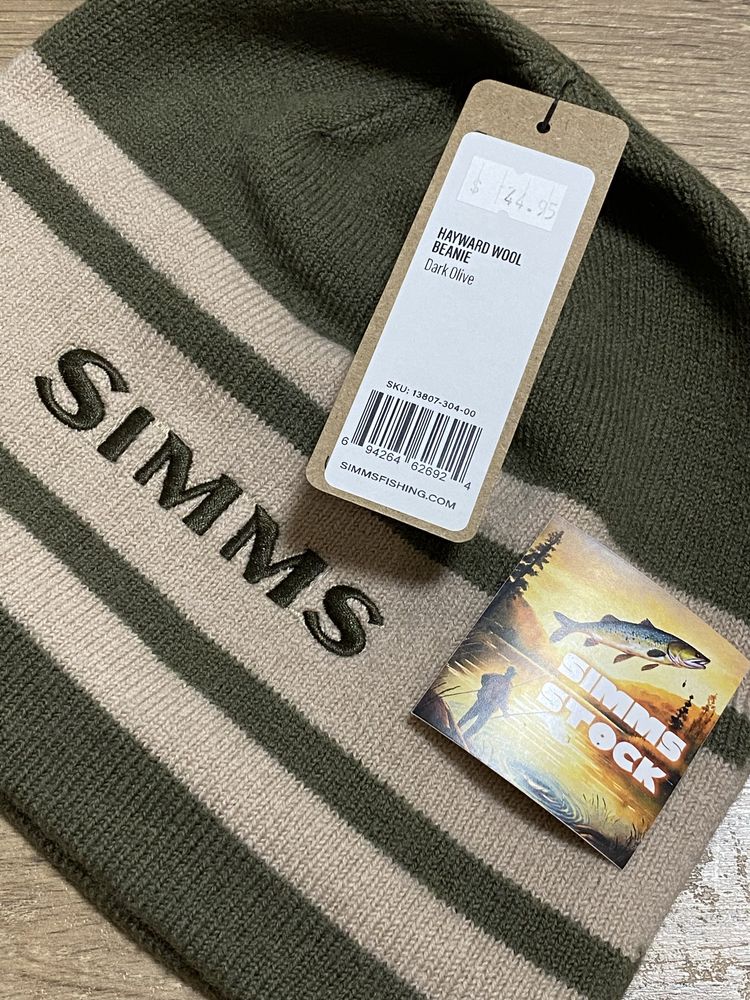 $ 44.95
HAYWARD WOOL
BEANIE
Dark Olive
SKU: 13807-304-00
6 94264 62692 4
SIMMSFISHING.COM
SIMMS
SIMMS
STOCK